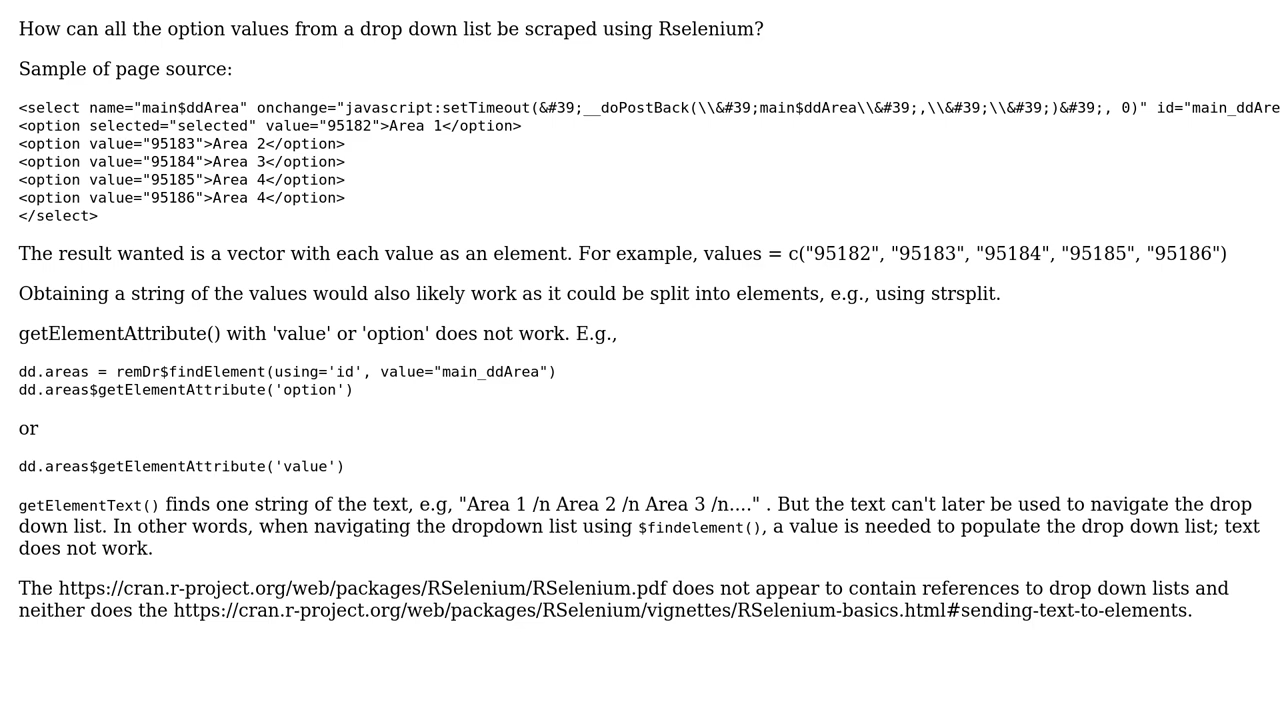 How can all the option values from a drop down list be scraped using Rselenium?
Sample of page source:
<select name="main$ddArea" onchange="javascript:setTimeout(&#39;__doPostBack(\\&#39;main$ddArea\\&#39;,\\&#39;\\&#39;)&#39;, 0)" id="main_ddAre
<option selected="selected" value="95182">Area 1</option>
<option value="95183">Area 2</option>
<option value="95184">Area 3</option>
<option value="95185">Area 4</option>
<option value="95186">Area 4</option>
</select>
The result wanted is a vector with each value as an element. For example, values = c("95182", "95183", "95184", "95185", "95186")
Obtaining a string of the values would also likely work as it could be split into elements, e.g., using strsplit.
getElementAttribute() with 'value' or 'option' does not work. E.g.,
dd.areas = remDr$findElement(using='id', value="main_ddArea")
dd.areas$getElementAttribute('option')
or
dd.areas$getElementAttribute('value')
getElementText() finds one string of the text, e.g, "Area 1 /n Area 2 /n Area 3 /n...." . But the text can't later be used to navigate the drop
down list. In other words, when navigating the dropdown list using $findelement(), a value is needed to populate the drop down list; text
does not work.
The https://cran.r-project.org/web/packages/RSelenium/RSelenium.pdf does not appear to contain references to drop down lists and
neither does the https://cran.r-project.org/web/packages/RSelenium/vignettes/RSelenium-basics.html#sending-text-to-elements.